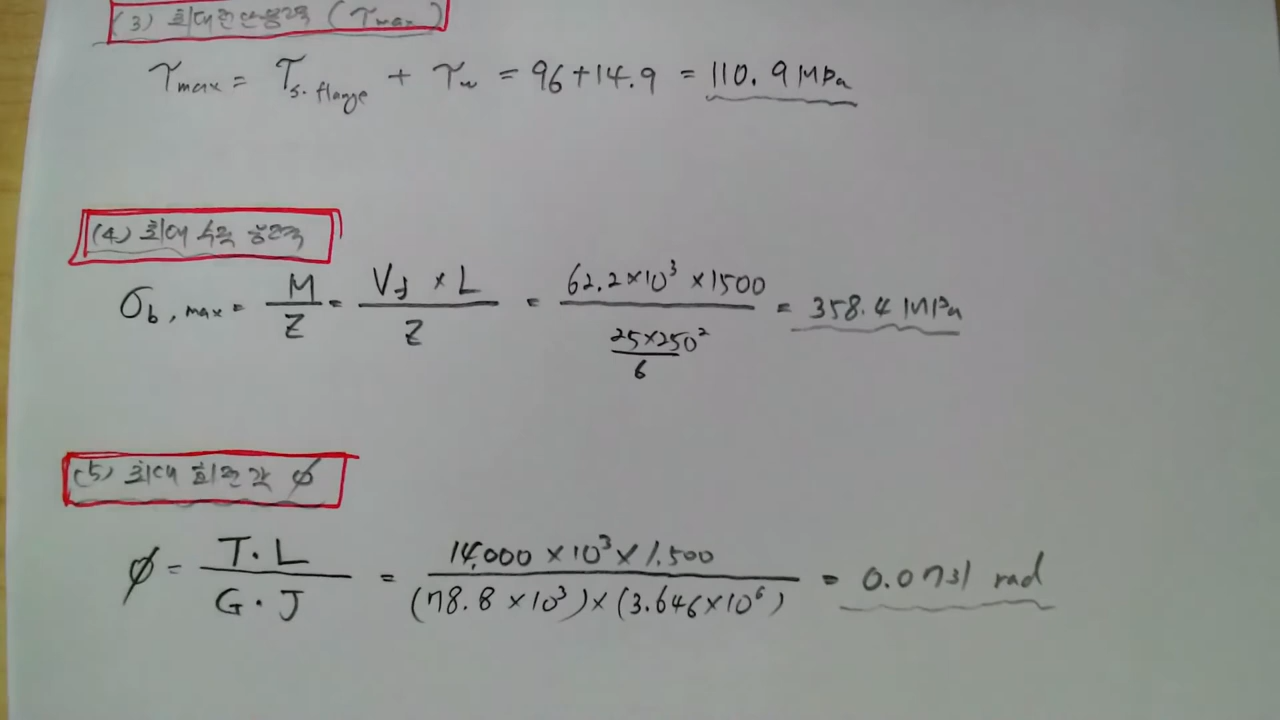 (3) 최대전단응력 (τmax)
τmax = τs.flange + τw = 96+14.9 = 110.9 MPa
(4) 최대 수직 응력
σb,max = M/Z = Vf × L / Z = 62.2×10³ ×1500 / (25×250²/6) = 358.4 MPa
(5) 최대 회전각 ∅
∅ = T·L / G·J = 14,000 ×10³ × 1,500 / (78.8 ×10³)×(3.646×10⁶) = 0.0731 rad